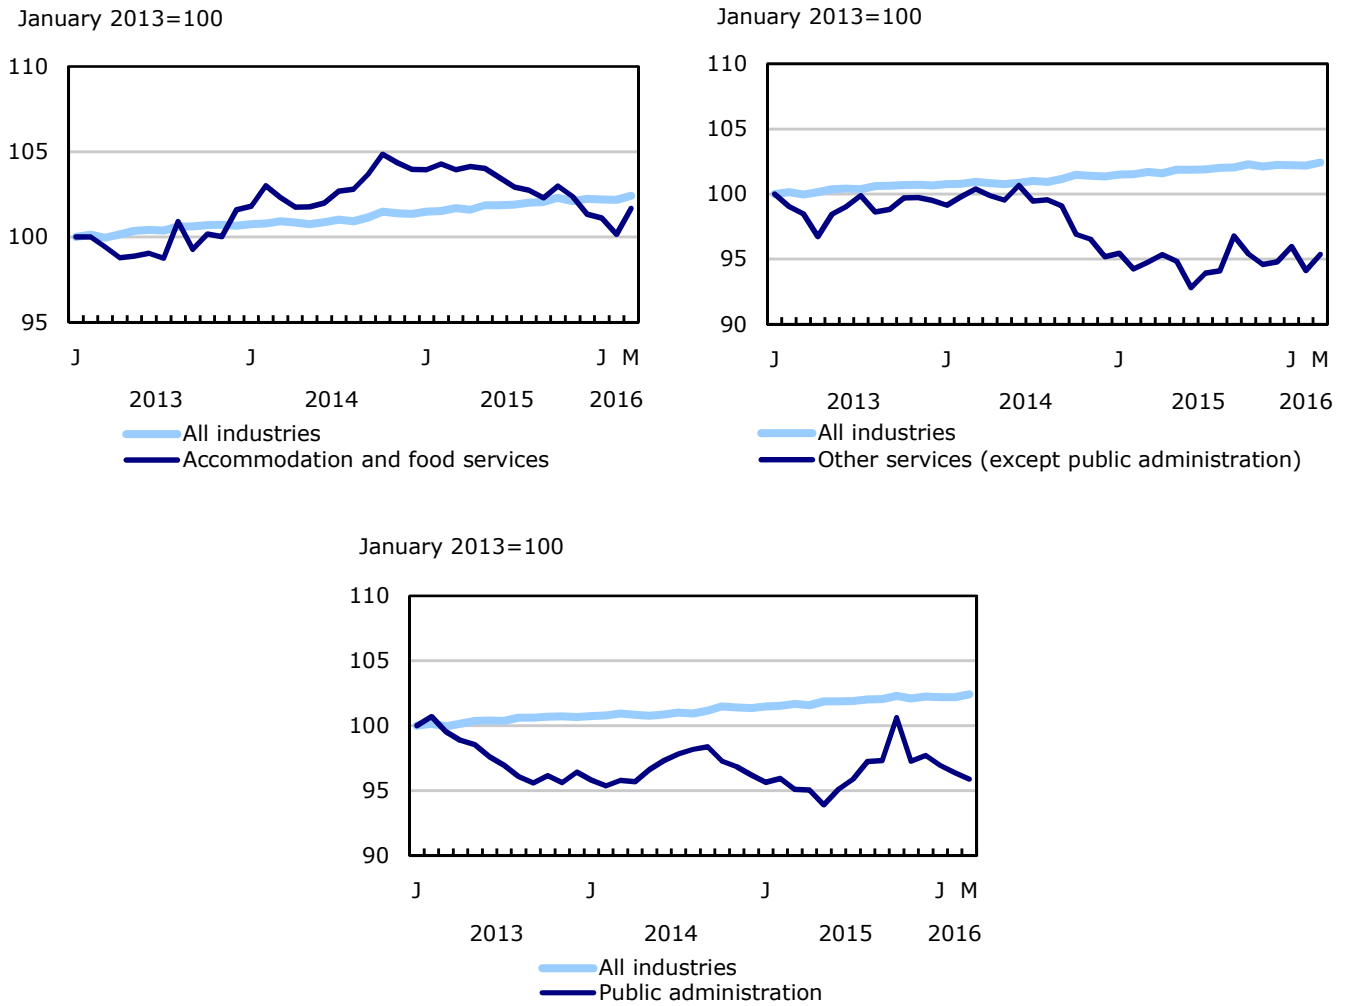 January 2013=100
110
105
100
95
J J J J M
2013 2014 2015 2016
All industries
Accommodation and food services
January 2013=100
110
105
100
95
90
J J J J M
2013 2014 2015 2016
All industries
Other services (except public administration)
January 2013=100
110
105
100
95
90
J J J J M
2013 2014 2015 2016
All industries
Public administration